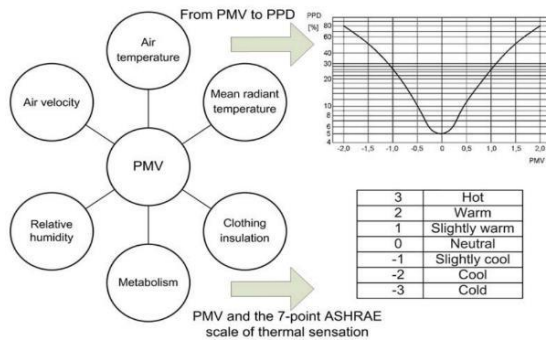 From PMV to PPD
Air
temperature
Air velocity
Mean radiant
temperature
PMV
Relative
humidity
Clothing
insulation
Metabolism
PPD
[%]
80
60
40
30
20
10
8
6
5
4
-2,0
-1,5
-1,0
-0,5
0
0,5
1,0
1,5
2,0
PMV
3 Hot
2 Warm
1 Slightly warm
0 Neutral
-1 Slightly cool
-2 Cool
-3 Cold
PMV and the 7-point ASHRAE
scale of thermal sensation